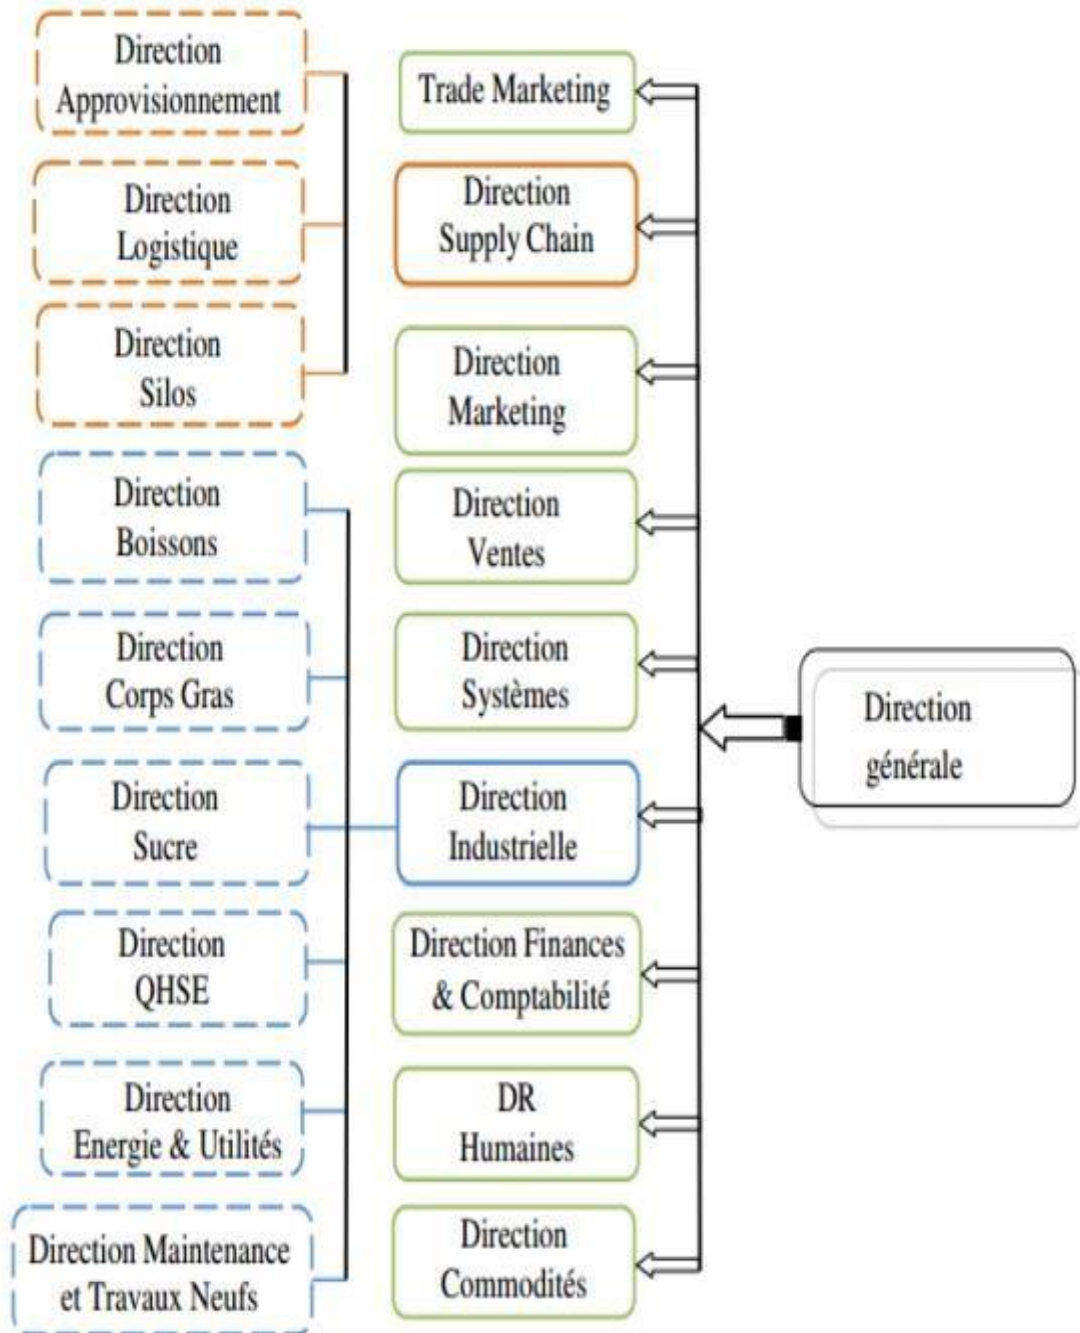 Direction
Approvisionnement
Direction
Logistique
Direction
Silos
Direction
Boissons
Direction
Corps Gras
Direction
Sucre
Direction
QHSE
Direction
Energie & Utilités
Direction Maintenance
et Travaux Neufs
Trade Marketing
Direction
Supply Chain
Direction
Marketing
Direction
Ventes
Direction
Systèmes
Direction
Industrielle
Direction Finances
& Comptabilité
DR
Humaines
Direction
Commodités
Direction
générale